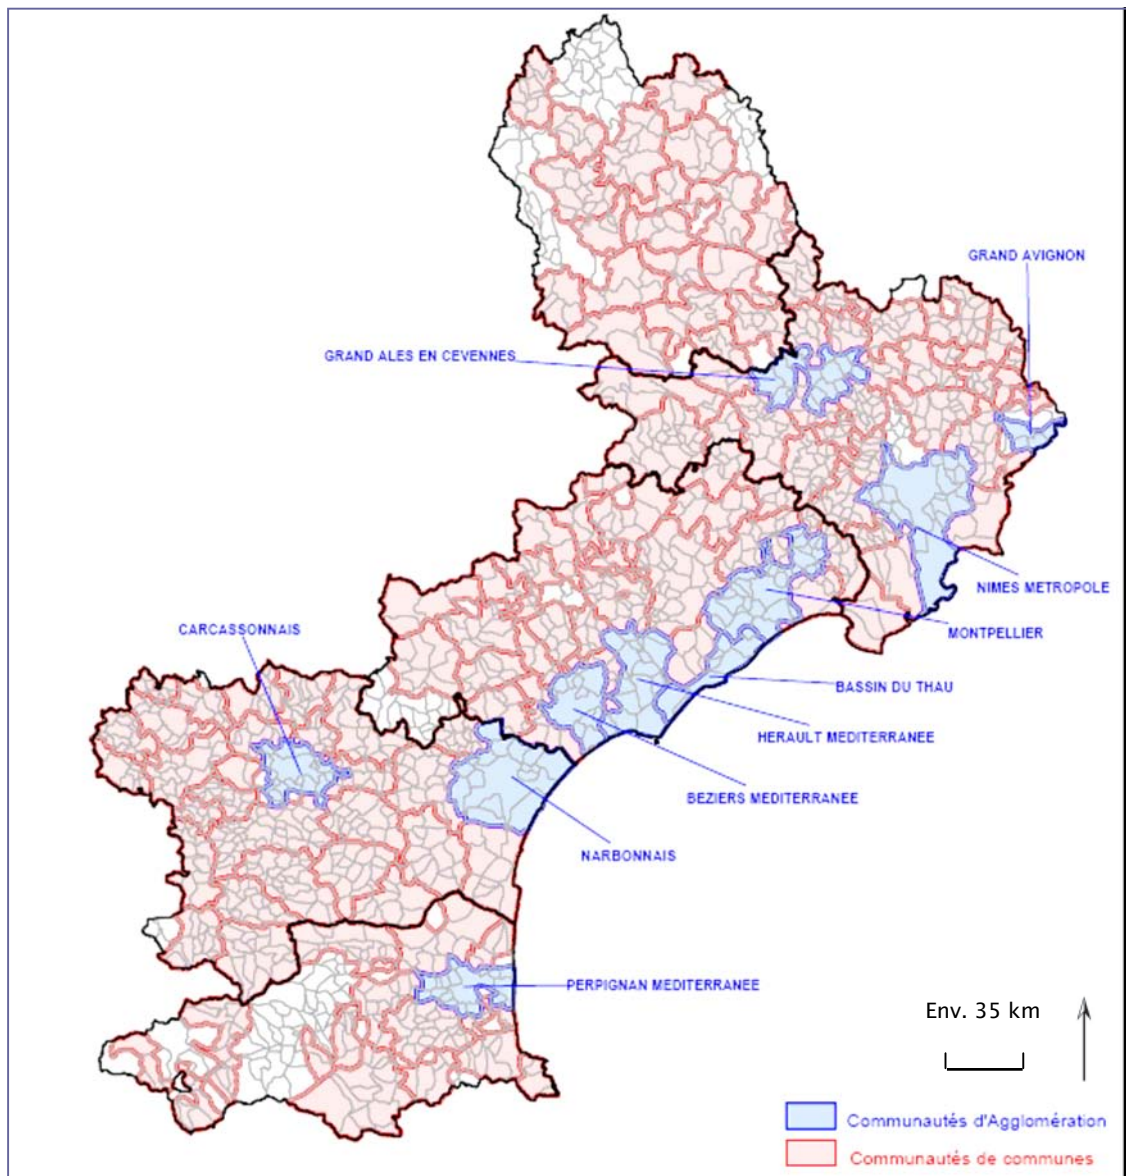 GRAND AVIGNON
GRAND ALES EN CEVENNES
NIMES METROPOLE
CARCASSONNAIS
MONTPELLIER
BASSIN DU THAU
HERAULT MEDITERRANEE
BEZIERS MEDITERRANEE
NARBONNAIS
PERPIGNAN MEDITERRANEE
Env. 35 km
Communautés d'Agglomération
Communautés de communes